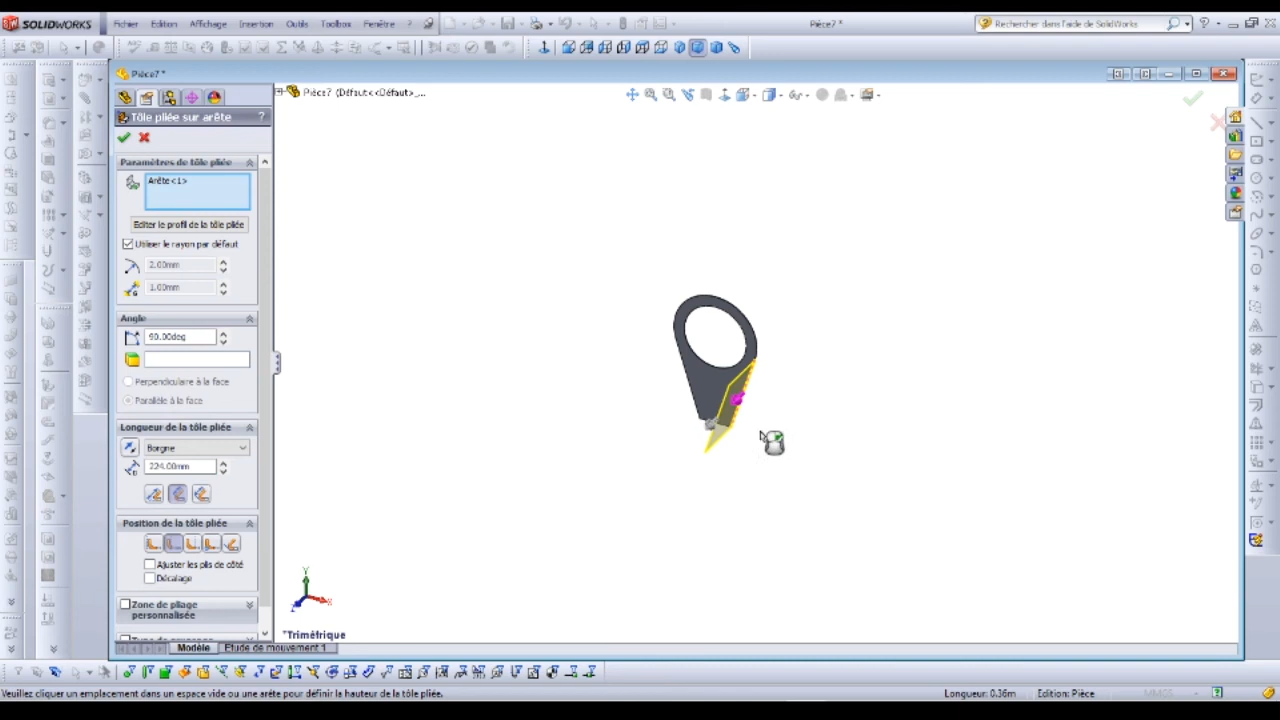 SOLIDWORKS Fichier Edition Affichage Insertion Outils Toolbox Fenêtre ? Pièce7 * Rechercher dans l'aide de SolidWorks
Pièce7 *
Pièce7 (Défaut<<Défaut>_...
Tôle pliée sur arête ?
Paramètres de tôle pliée
Arête<1>
Editer le profil de la tôle pliée
Utiliser le rayon par défaut
2.00mm
1.00mm
Angle
90.00deg
Perpendiculaire à la face
Parallèle à la face
Longueur de la tôle pliée
Borgne
224.00mm
Position de la tôle pliée
Ajuster les plis de côté
Décalage
Zone de pliage
personnalisée
Y
X
Z
*Trimétrique
Modèle Etude de mouvement 1
Veuillez cliquer un emplacement dans un espace vide ou une arête pour définir la hauteur de la tôle pliée. Longueur: 0.36m Edition: Pièce MMGS